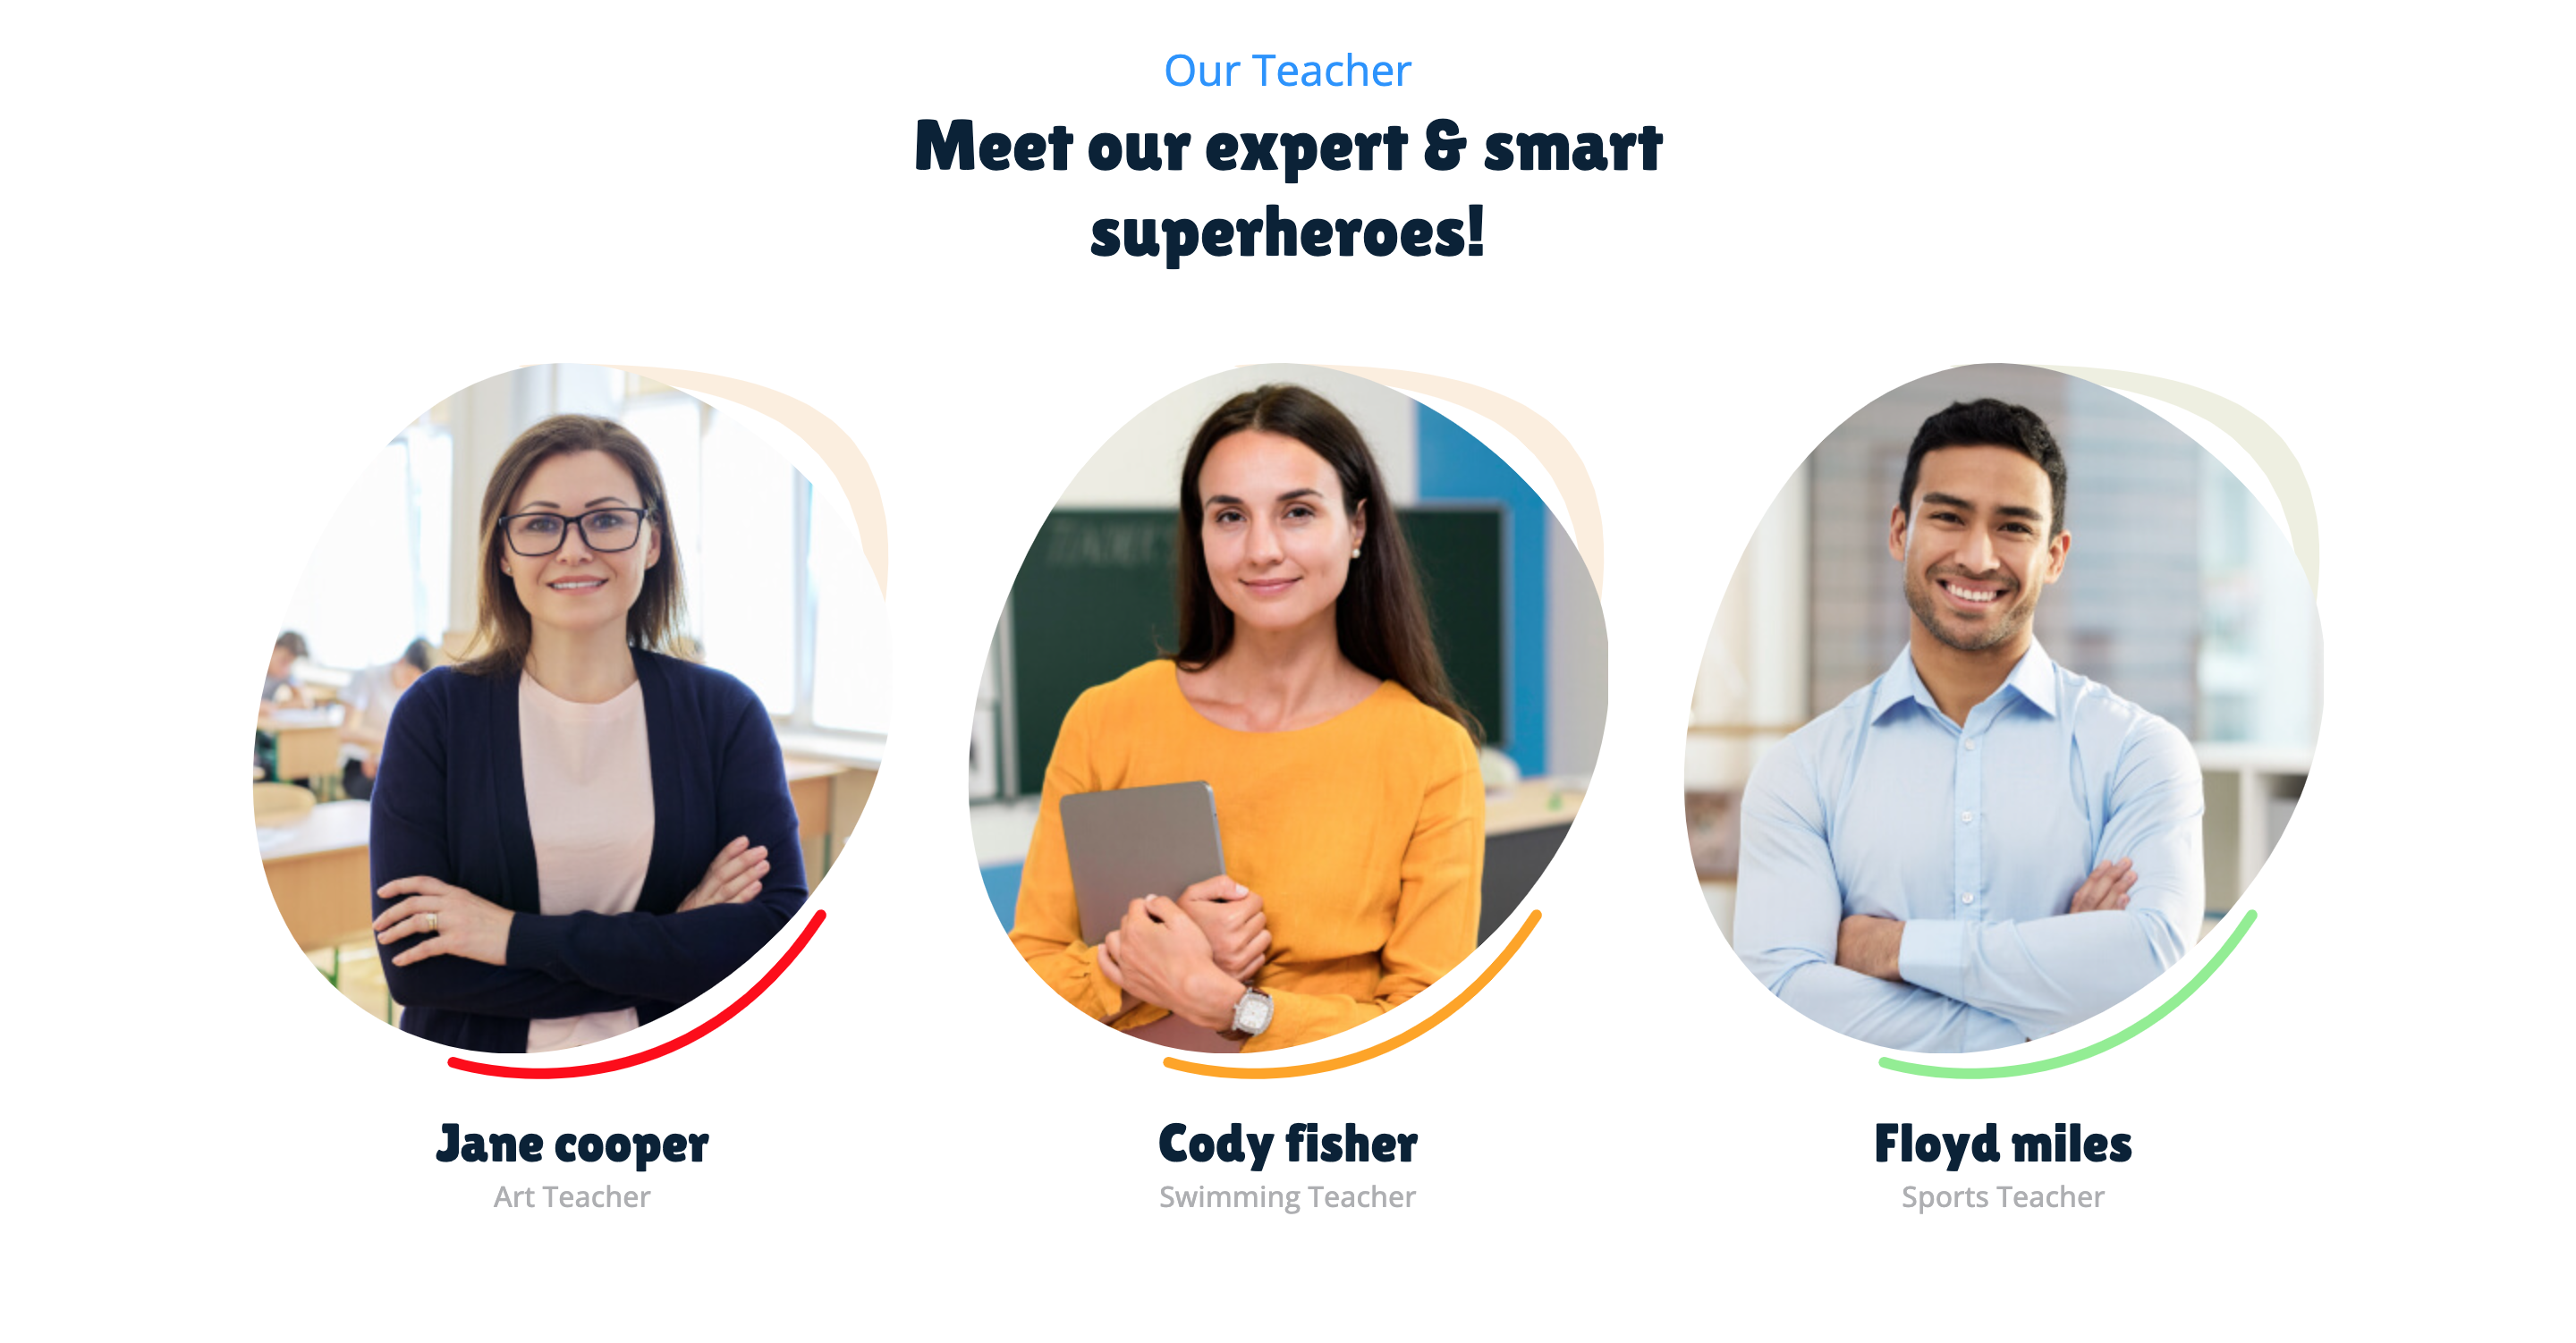 Our Teacher
Meet our expert & smart
superheroes!
Jane cooper
Art Teacher
Cody fisher
Swimming Teacher
Floyd miles
Sports Teacher